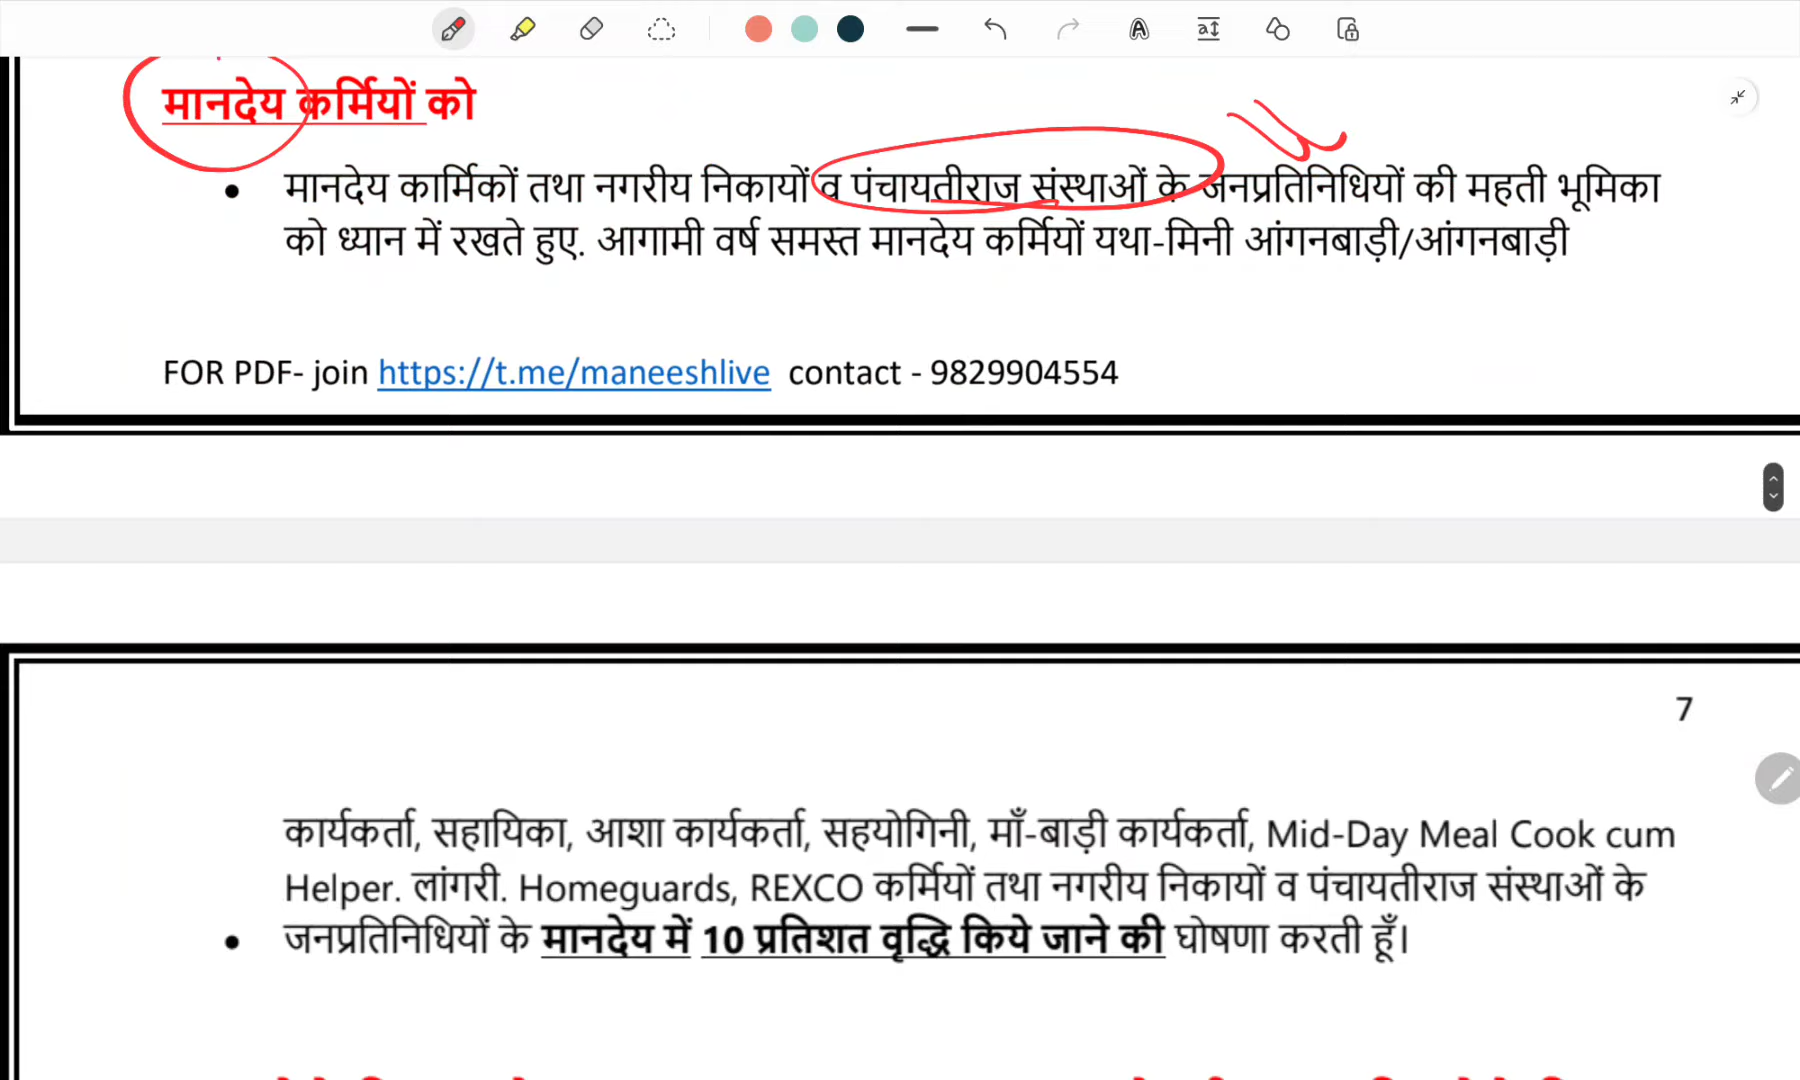 मानदेय कर्मियों को
• मानदेय कार्मिकों तथा नगरीय निकायों व पंचायतीराज संस्थाओं के जनप्रतिनिधियों की महती भूमिका
को ध्यान में रखते हुए. आगामी वर्ष समस्त मानदेय कर्मियों यथा-मिनी आंगनबाड़ी/आंगनबाड़ी
FOR PDF- join https://t.me/maneeshlive contact - 9829904554
7
कार्यकर्ता, सहायिका, आशा कार्यकर्ता, सहयोगिनी, माँ-बाड़ी कार्यकर्ता, Mid-Day Meal Cook cum
Helper. लांगरी. Homeguards, REXCO कर्मियों तथा नगरीय निकायों व पंचायतीराज संस्थाओं के
• जनप्रतिनिधियों के मानदेय में 10 प्रतिशत वृद्धि किये जाने की घोषणा करती हूँ।